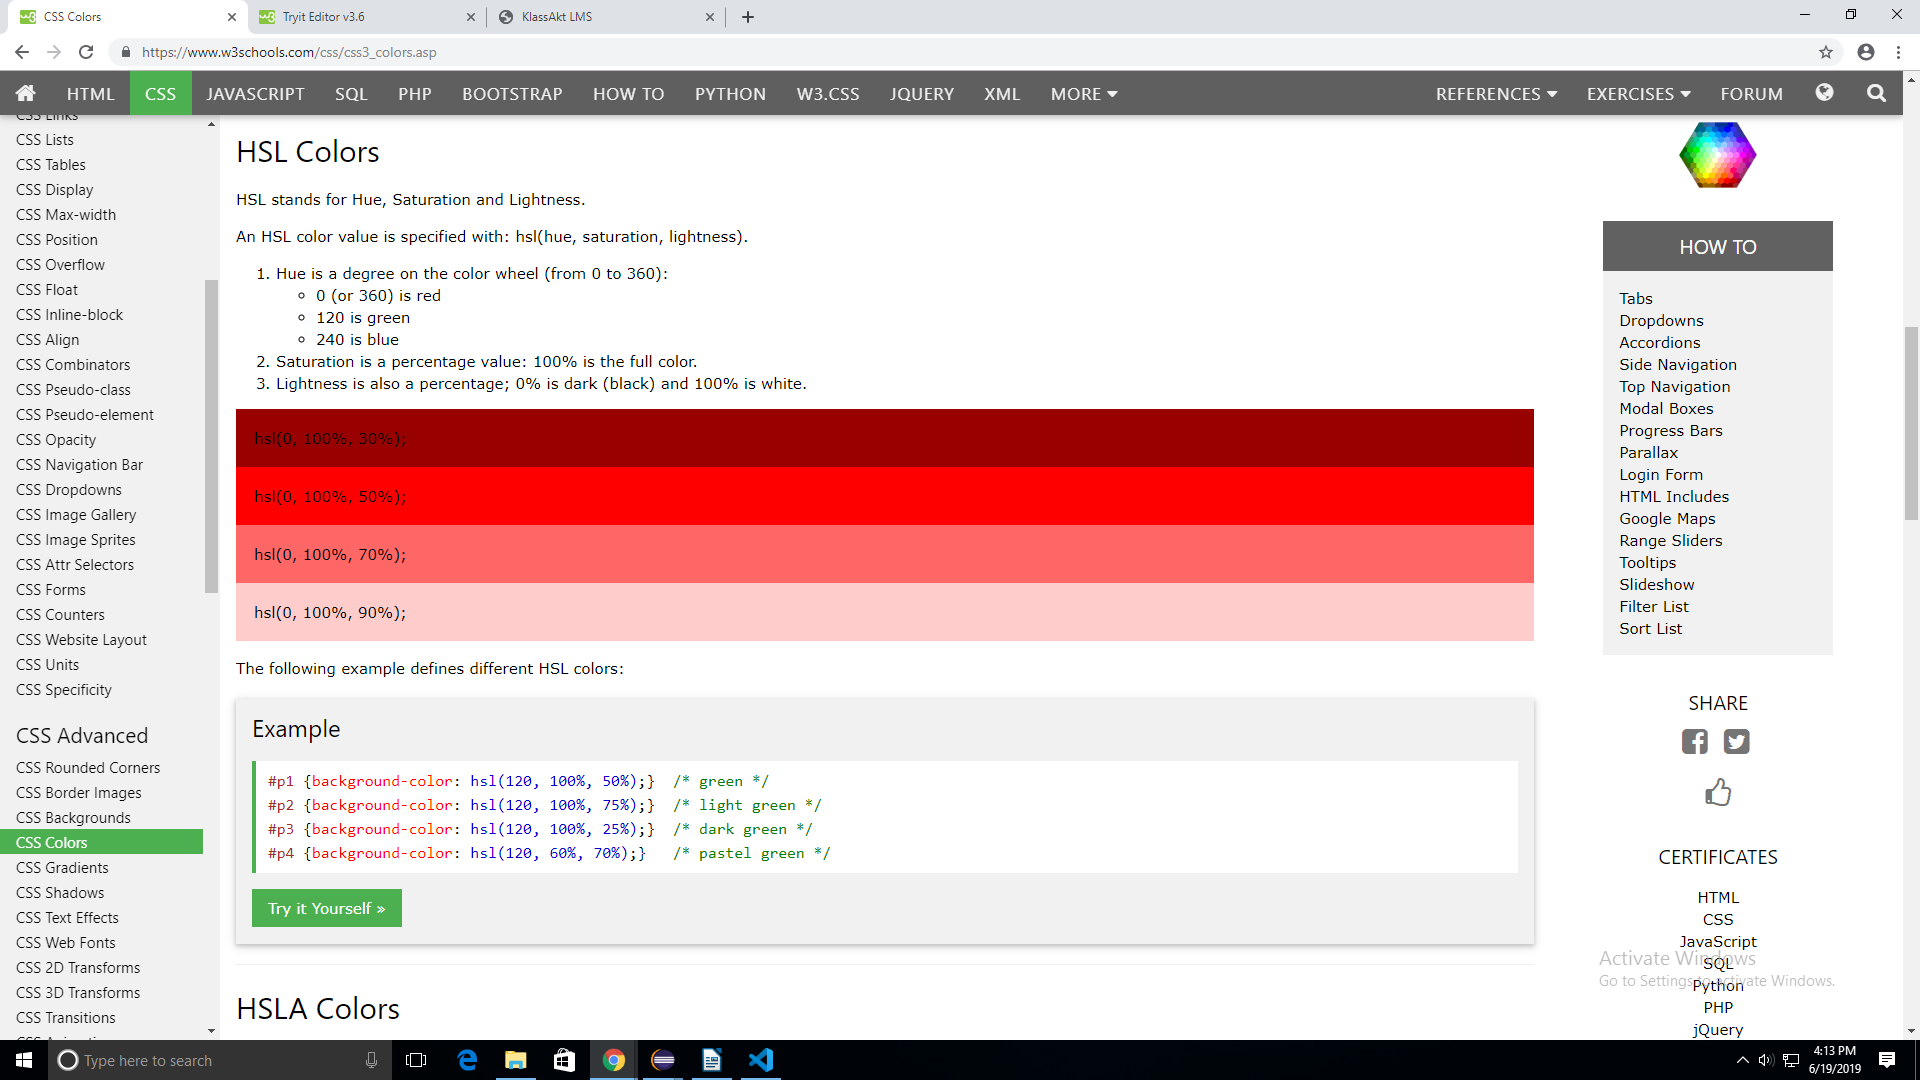 CSS Colors
Tryit Editor v3.6
KlassAkt LMS
https://www.w3schools.com/css/css3_colors.asp
HTML CSS JAVASCRIPT SQL PHP BOOTSTRAP HOW TO PYTHON W3.CSS JQUERY XML MORE REFERENCES EXERCISES FORUM
CSS Links
CSS Lists
CSS Tables
CSS Display
CSS Max-width
CSS Position
CSS Overflow
CSS Float
CSS Inline-block
CSS Align
CSS Combinators
CSS Pseudo-class
CSS Pseudo-element
CSS Opacity
CSS Navigation Bar
CSS Dropdowns
CSS Image Gallery
CSS Image Sprites
CSS Attr Selectors
CSS Forms
CSS Counters
CSS Website Layout
CSS Units
CSS Specificity
CSS Advanced
CSS Rounded Corners
CSS Border Images
CSS Backgrounds
CSS Colors
CSS Gradients
CSS Shadows
CSS Text Effects
CSS Web Fonts
CSS 2D Transforms
CSS 3D Transforms
CSS Transitions
HSL Colors
HSL stands for Hue, Saturation and Lightness.
An HSL color value is specified with: hsl(hue, saturation, lightness).
1. Hue is a degree on the color wheel (from 0 to 360):
0 (or 360) is red
120 is green
240 is blue
2. Saturation is a percentage value: 100% is the full color.
3. Lightness is also a percentage; 0% is dark (black) and 100% is white.
hsl(0, 100%, 30%);
hsl(0, 100%, 50%);
hsl(0, 100%, 70%);
hsl(0, 100%, 90%);
The following example defines different HSL colors:
Example
#p1 {background-color: hsl(120, 100%, 50%);} /* green */
#p2 {background-color: hsl(120, 100%, 75%);} /* light green */
#p3 {background-color: hsl(120, 100%, 25%);} /* dark green */
#p4 {background-color: hsl(120, 60%, 70%);} /* pastel green */
Try it Yourself »
HSLA Colors
HOW TO
Tabs
Dropdowns
Accordions
Side Navigation
Top Navigation
Modal Boxes
Progress Bars
Parallax
Login Form
HTML Includes
Google Maps
Range Sliders
Tooltips
Slideshow
Filter List
Sort List
SHARE
CERTIFICATES
HTML
CSS
JavaScript
SQL
Python
PHP
jQuery
Activate Windows
Go to Settings to activate Windows.
Type here to search
4:13 PM
6/19/2019